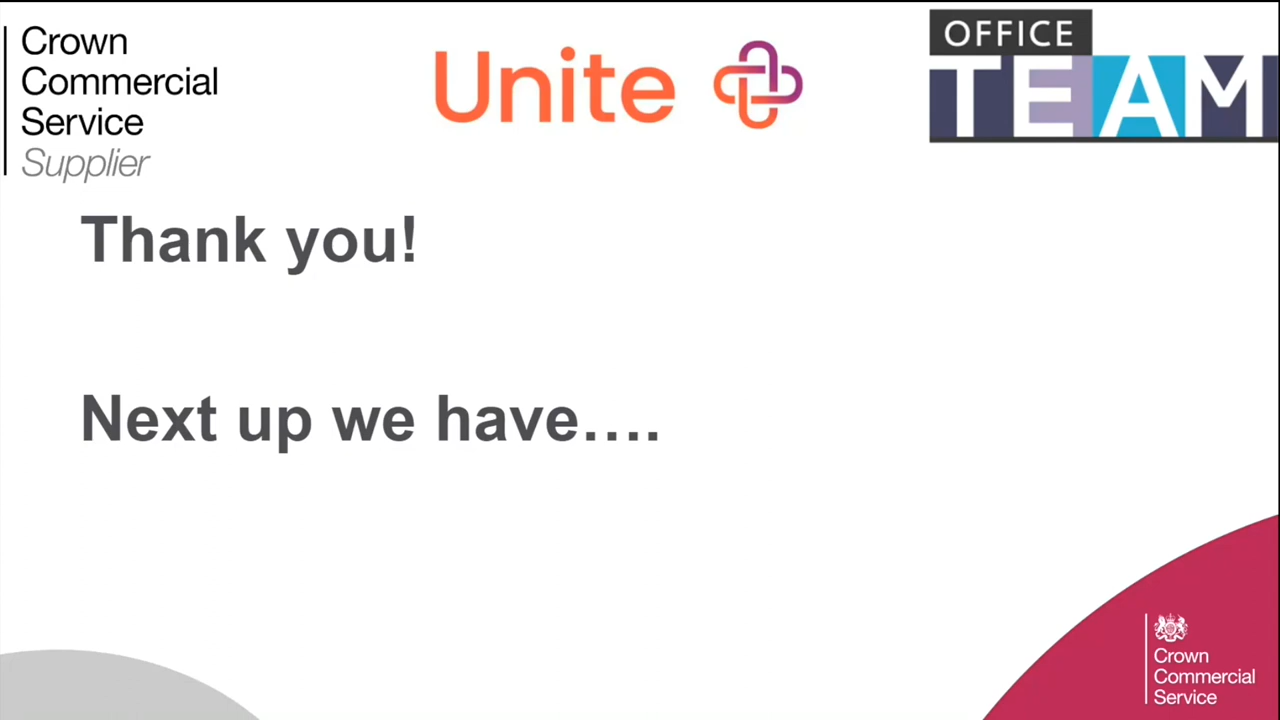 Crown
Commercial
Service
Supplier
Unite
OFFICE
TEAM
Thank you!
Next up we have….
Crown
Commercial
Service